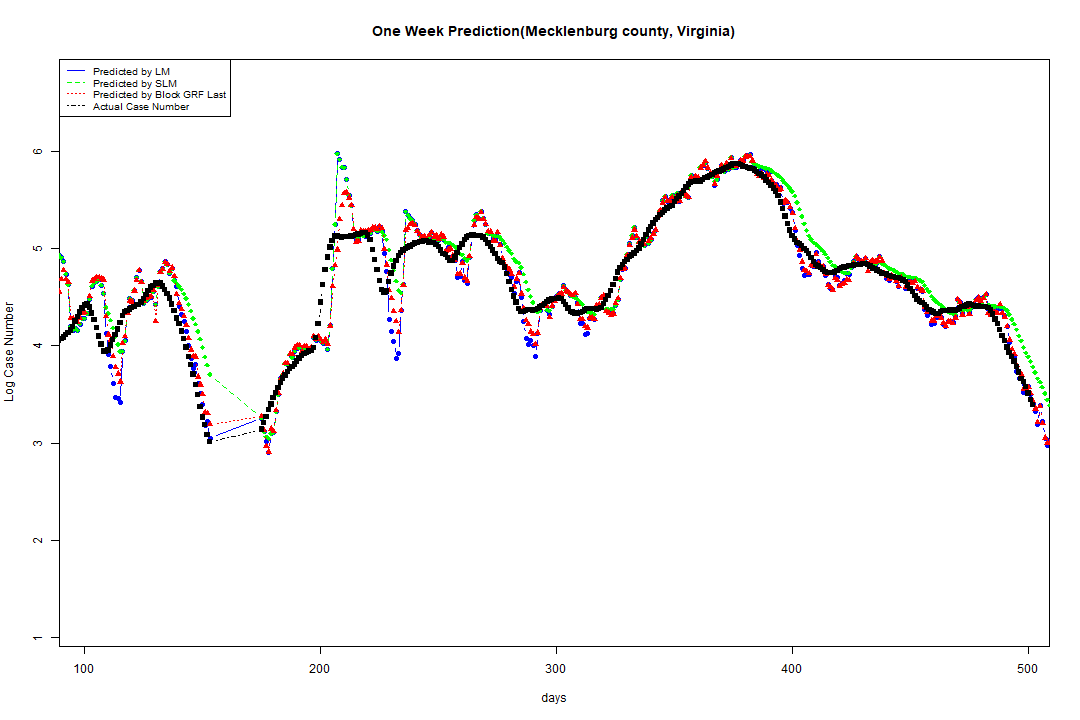 One Week Prediction(Mecklenburg county, Virginia)
Predicted by LM
Predicted by SLM
Predicted by Block GRF Last
Actual Case Number
Log Case Number
6
5
4
3
2
1
100 200 300 400 500
days